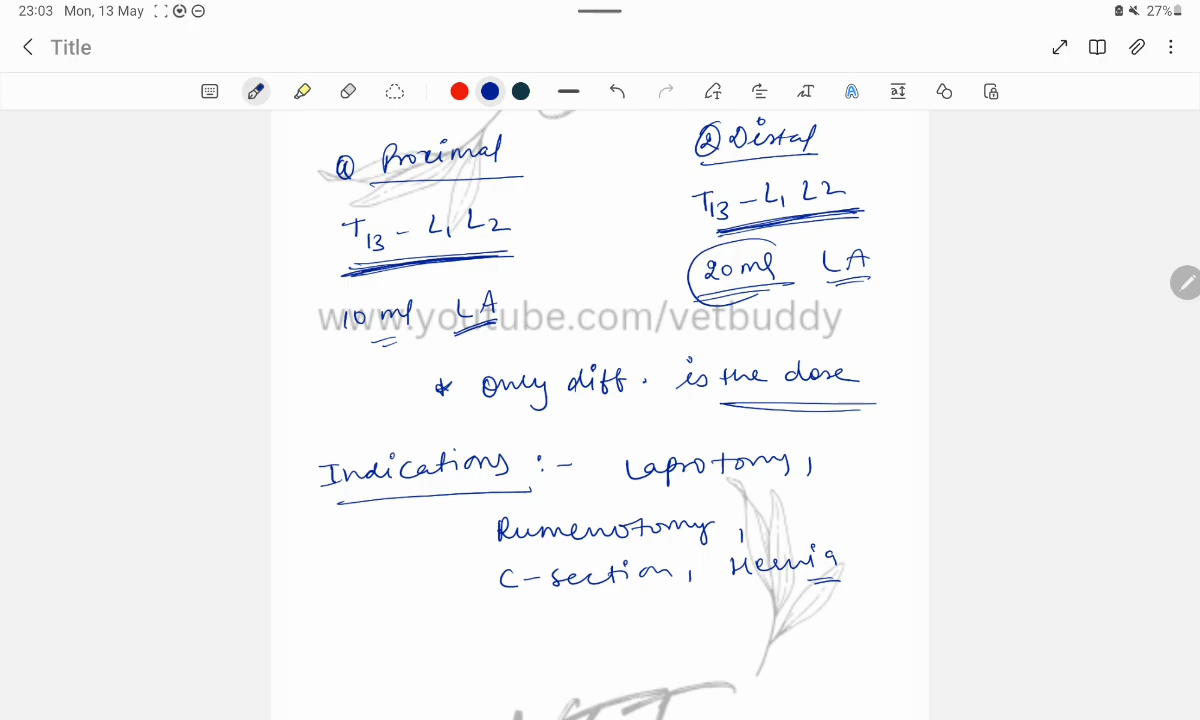 23:03 Mon, 13 May
27%
Title
① Proximal
T13 - L1 L2
10 ml LA
② Distal
T13 - L1 L2
20 ml LA
www.youtube.com/vetbuddy
* Only diff. is the dose
Indications :- Laprotomy,
Rumenotomy,
C-section, Hernia